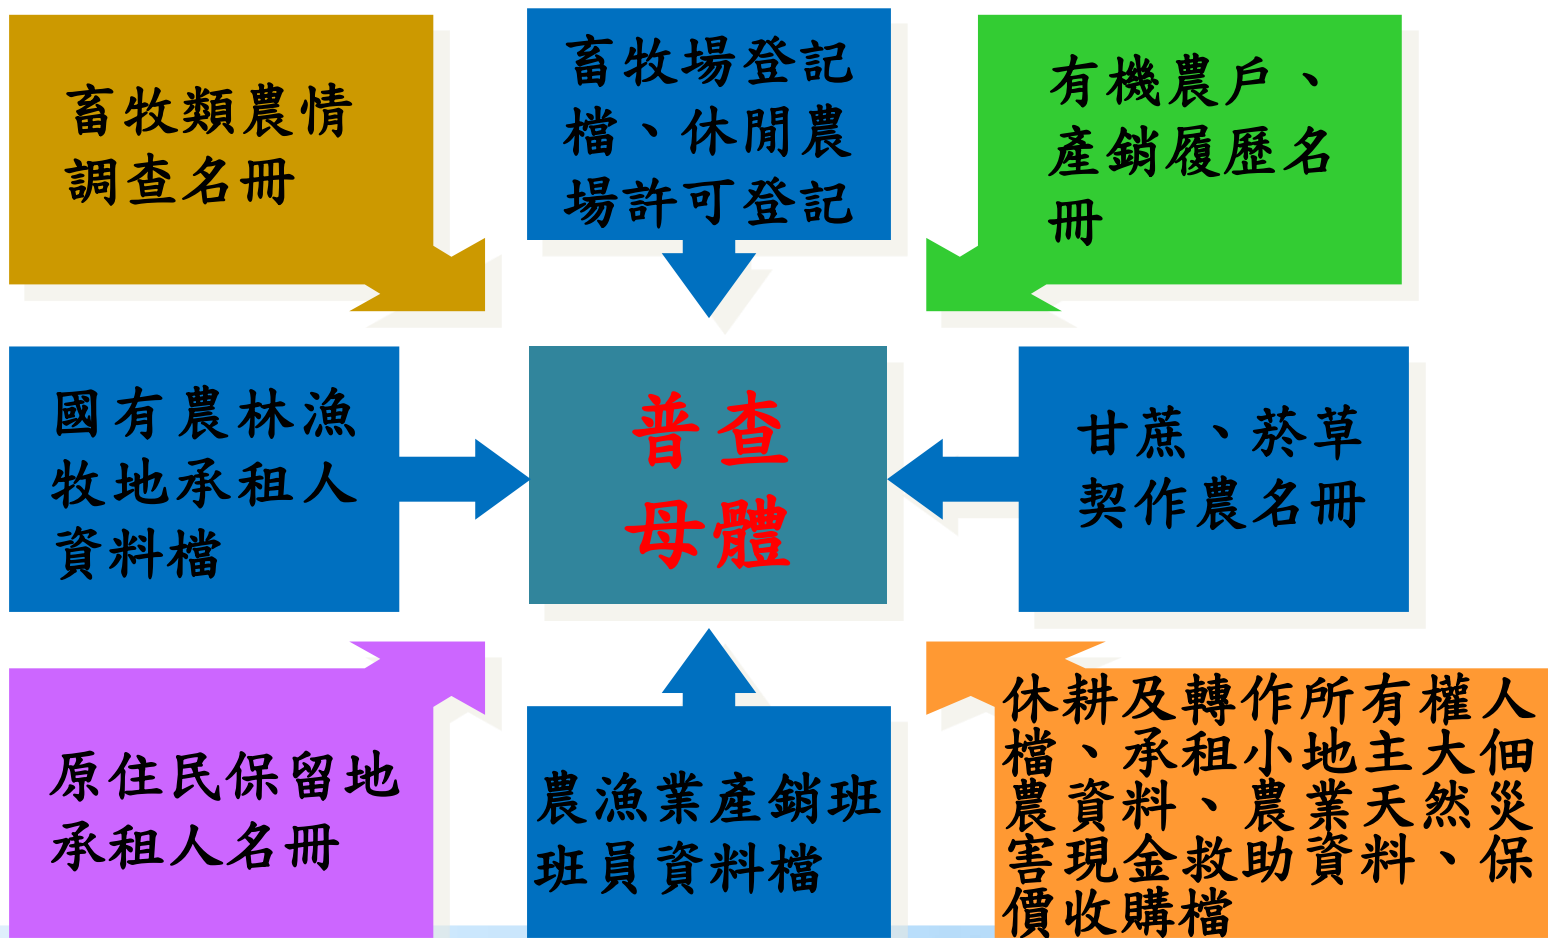 畜牧類農情
調查名冊
畜牧場登記
檔、休閒農
場許可登記
有機農戶、
產銷履歷名
冊
國有農林漁
牧地承租人
資料檔
普查
母體
甘蔗、菸草
契作農名冊
原住民保留地
承租人名冊
農漁業產銷班
班員資料檔
休耕及轉作所有權人
檔、承租小地主大佃
農資料、農業天然災
害現金救助資料、保
價收購檔